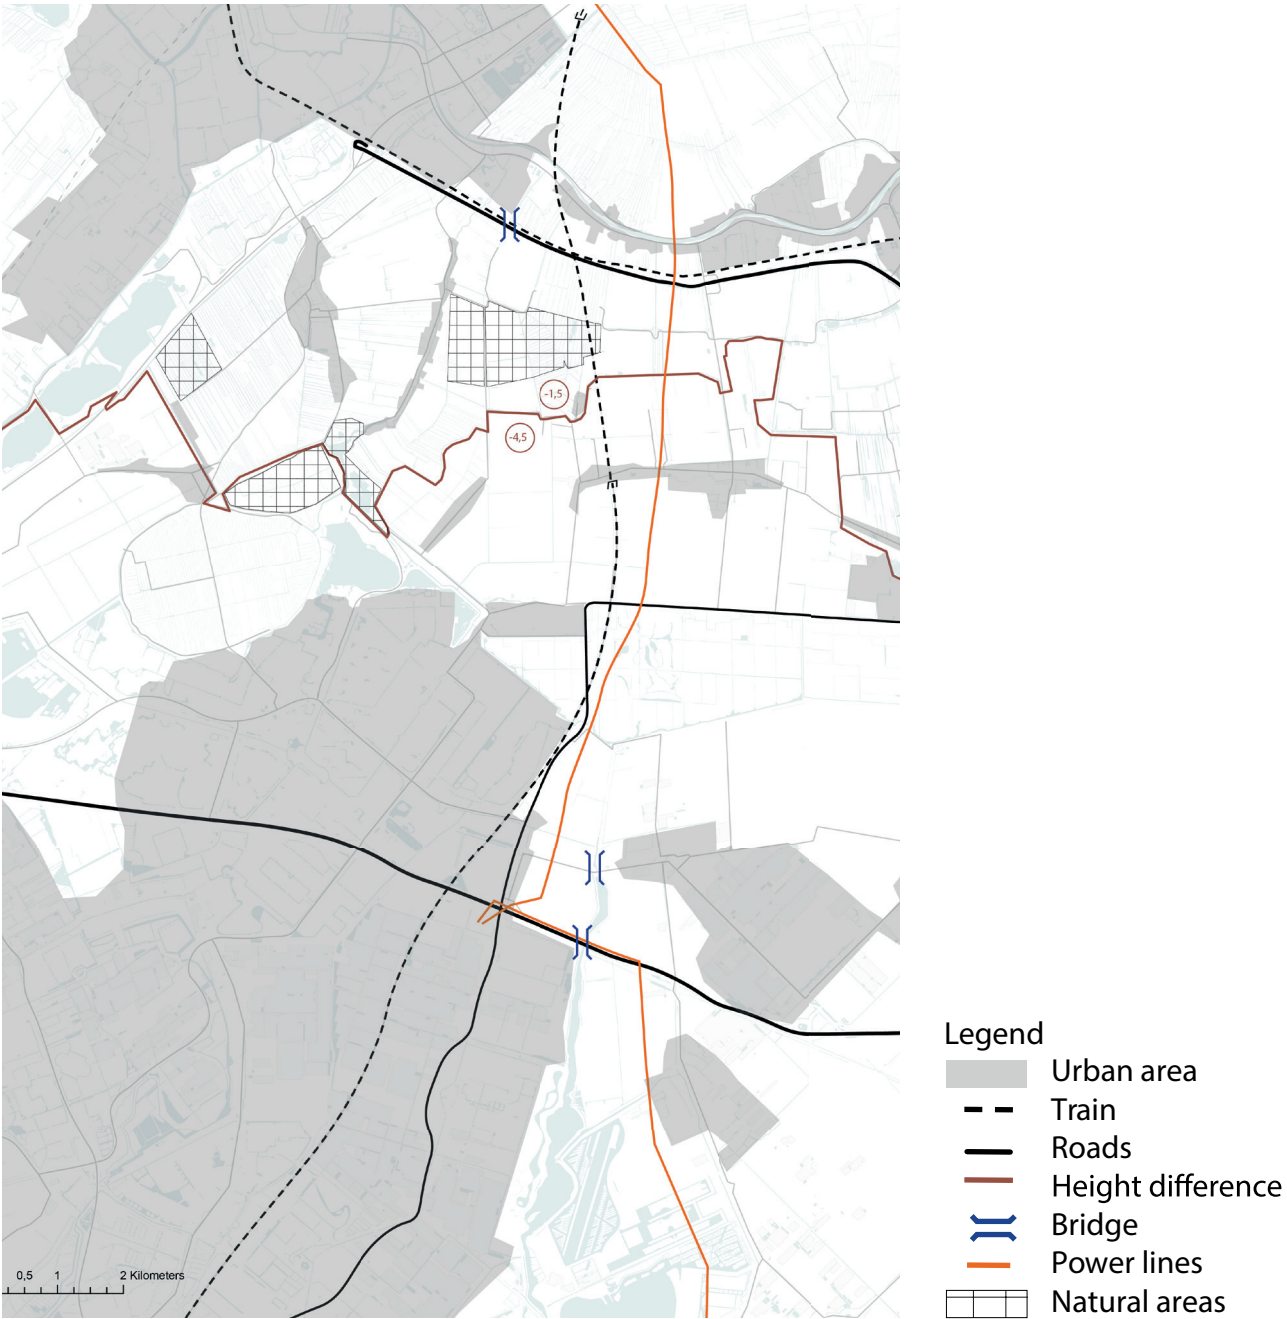 -1,5
-4,5
Legend
Urban area
Train
Roads
Height difference
Bridge
Power lines
Natural areas
0,5 1 2 Kilometers